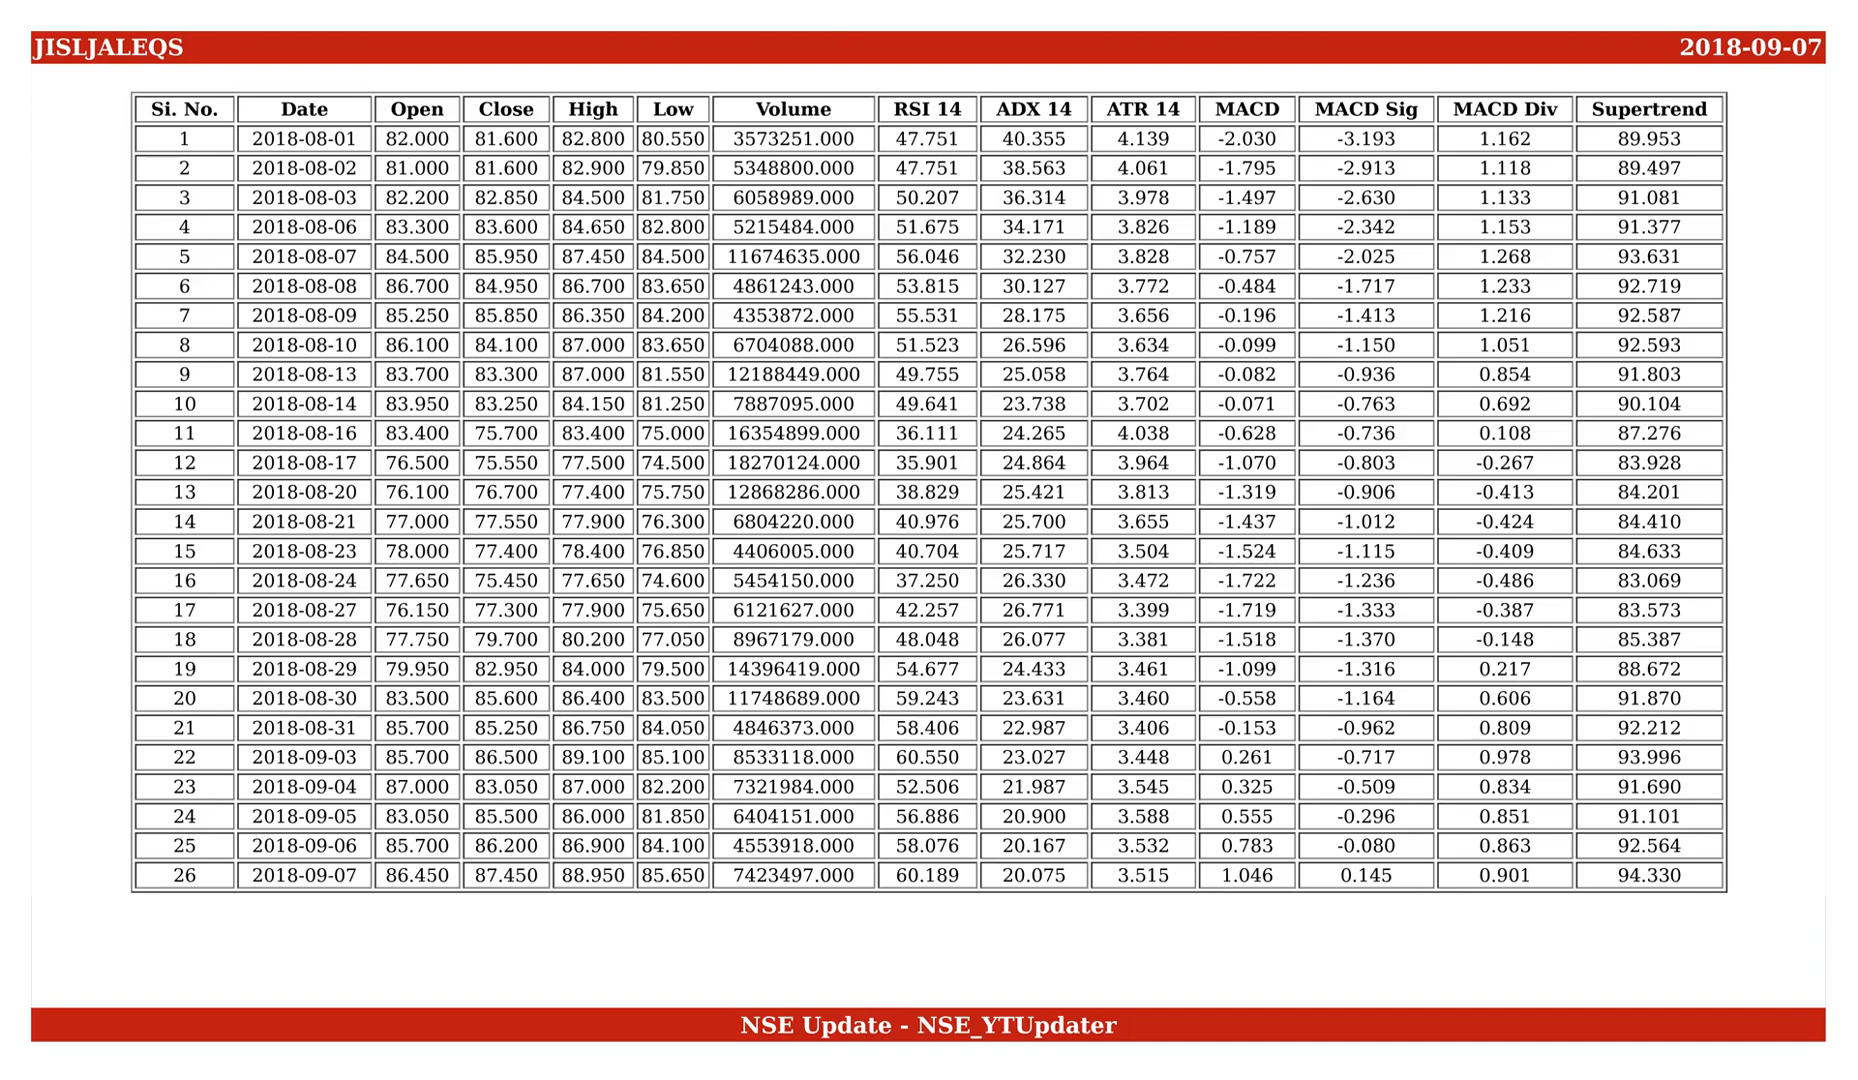 JISLJALEQS 2018-09-07
Si. No. Date Open Close High Low Volume RSI 14 ADX 14 ATR 14 MACD MACD Sig MACD Div Supertrend
1 2018-08-01 82.000 81.600 82.800 80.550 3573251.000 47.751 40.355 4.139 -2.030 -3.193 1.162 89.953
2 2018-08-02 81.000 81.600 82.900 79.850 5348800.000 47.751 38.563 4.061 -1.795 -2.913 1.118 89.497
3 2018-08-03 82.200 82.850 84.500 81.750 6058989.000 50.207 36.314 3.978 -1.497 -2.630 1.133 91.081
4 2018-08-06 83.300 83.600 84.650 82.800 5215484.000 51.675 34.171 3.826 -1.189 -2.342 1.153 91.377
5 2018-08-07 84.500 85.950 87.450 84.500 11674635.000 56.046 32.230 3.828 -0.757 -2.025 1.268 93.631
6 2018-08-08 86.700 84.950 86.700 83.650 4861243.000 53.815 30.127 3.772 -0.484 -1.717 1.233 92.719
7 2018-08-09 85.250 85.850 86.350 84.200 4353872.000 55.531 28.175 3.656 -0.196 -1.413 1.216 92.587
8 2018-08-10 86.100 84.100 87.000 83.650 6704088.000 51.523 26.596 3.634 -0.099 -1.150 1.051 92.593
9 2018-08-13 83.700 83.300 87.000 81.550 12188449.000 49.755 25.058 3.764 -0.082 -0.936 0.854 91.803
10 2018-08-14 83.950 83.250 84.150 81.250 7887095.000 49.641 23.738 3.702 -0.071 -0.763 0.692 90.104
11 2018-08-16 83.400 75.700 83.400 75.000 16354899.000 36.111 24.265 4.038 -0.628 -0.736 0.108 87.276
12 2018-08-17 76.500 75.550 77.500 74.500 18270124.000 35.901 24.864 3.964 -1.070 -0.803 -0.267 83.928
13 2018-08-20 76.100 76.700 77.400 75.750 12868286.000 38.829 25.421 3.813 -1.319 -0.906 -0.413 84.201
14 2018-08-21 77.000 77.550 77.900 76.300 6804220.000 40.976 25.700 3.655 -1.437 -1.012 -0.424 84.410
15 2018-08-23 78.000 77.400 78.400 76.850 4406005.000 40.704 25.717 3.504 -1.524 -1.115 -0.409 84.633
16 2018-08-24 77.650 75.450 77.650 74.600 5454150.000 37.250 26.330 3.472 -1.722 -1.236 -0.486 83.069
17 2018-08-27 76.150 77.300 77.900 75.650 6121627.000 42.257 26.771 3.399 -1.719 -1.333 -0.387 83.573
18 2018-08-28 77.750 79.700 80.200 77.050 8967179.000 48.048 26.077 3.381 -1.518 -1.370 -0.148 85.387
19 2018-08-29 79.950 82.950 84.000 79.500 14396419.000 54.677 24.433 3.461 -1.099 -1.316 0.217 88.672
20 2018-08-30 83.500 85.600 86.400 83.500 11748689.000 59.243 23.631 3.460 -0.558 -1.164 0.606 91.870
21 2018-08-31 85.700 85.250 86.750 84.050 4846373.000 58.406 22.987 3.406 -0.153 -0.962 0.809 92.212
22 2018-09-03 85.700 86.500 89.100 85.100 8533118.000 60.550 23.027 3.448 0.261 -0.717 0.978 93.996
23 2018-09-04 87.000 83.050 87.000 82.200 7321984.000 52.506 21.987 3.545 0.325 -0.509 0.834 91.690
24 2018-09-05 83.050 85.500 86.000 81.850 6404151.000 56.886 20.900 3.588 0.555 -0.296 0.851 91.101
25 2018-09-06 85.700 86.200 86.900 84.100 4553918.000 58.076 20.167 3.532 0.783 -0.080 0.863 92.564
26 2018-09-07 86.450 87.450 88.950 85.650 7423497.000 60.189 20.075 3.515 1.046 0.145 0.901 94.330
NSE Update - NSE_YTUpdater